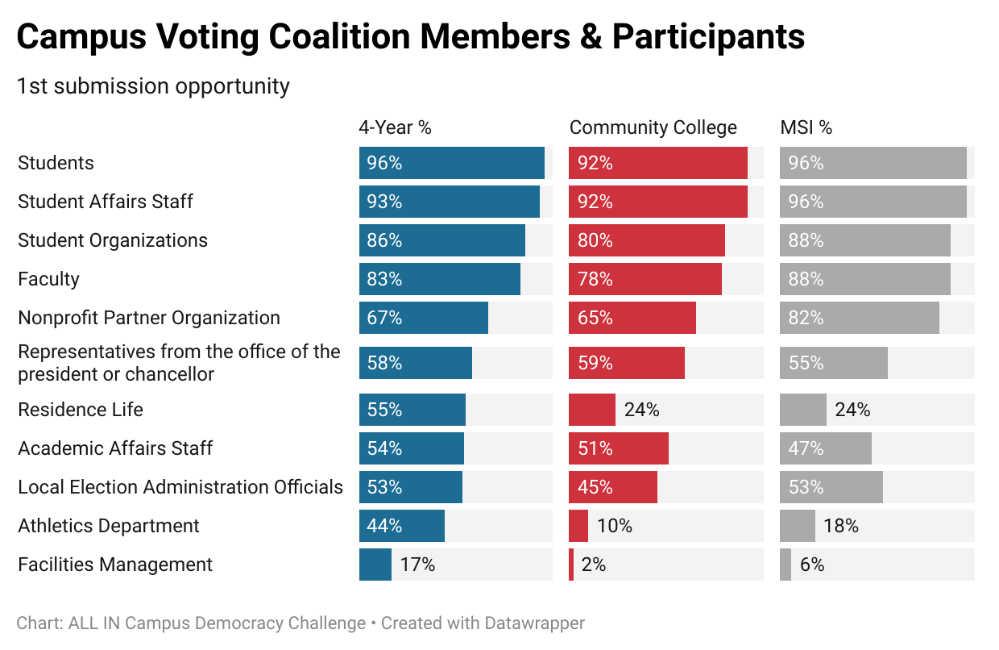 Campus Voting Coalition Members & Participants
1st submission opportunity
4-Year % Community College MSI %
Students 96% 92% 96%
Student Affairs Staff 93% 92% 96%
Student Organizations 86% 80% 88%
Faculty 83% 78% 88%
Nonprofit Partner Organization 67% 65% 82%
Representatives from the office of the
president or chancellor 58% 59% 55%
Residence Life 55% 24% 24%
Academic Affairs Staff 54% 51% 47%
Local Election Administration Officials 53% 45% 53%
Athletics Department 44% 10% 18%
Facilities Management 17% 2% 6%
Chart: ALL IN Campus Democracy Challenge • Created with Datawrapper